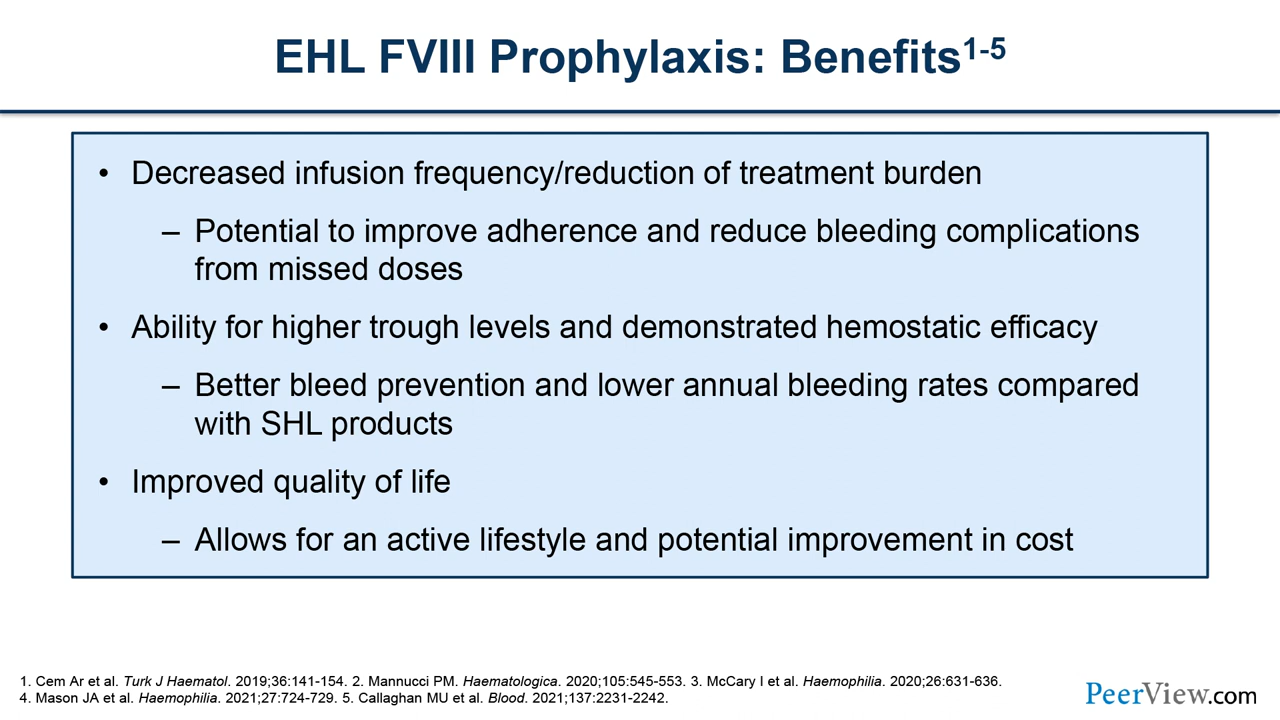 EHL FVIII Prophylaxis: Benefits1-5
• Decreased infusion frequency/reduction of treatment burden
– Potential to improve adherence and reduce bleeding complications
from missed doses
• Ability for higher trough levels and demonstrated hemostatic efficacy
– Better bleed prevention and lower annual bleeding rates compared
with SHL products
• Improved quality of life
– Allows for an active lifestyle and potential improvement in cost
1. Cem Ar et al. Turk J Haematol. 2019;36:141-154. 2. Mannucci PM. Haematologica. 2020;105:545-553. 3. McCary I et al. Haemophilia. 2020;26:631-636.
4. Mason JA et al. Haemophilia. 2021;27:724-729. 5. Callaghan MU et al. Blood. 2021;137:2231-2242.
PeerView.com